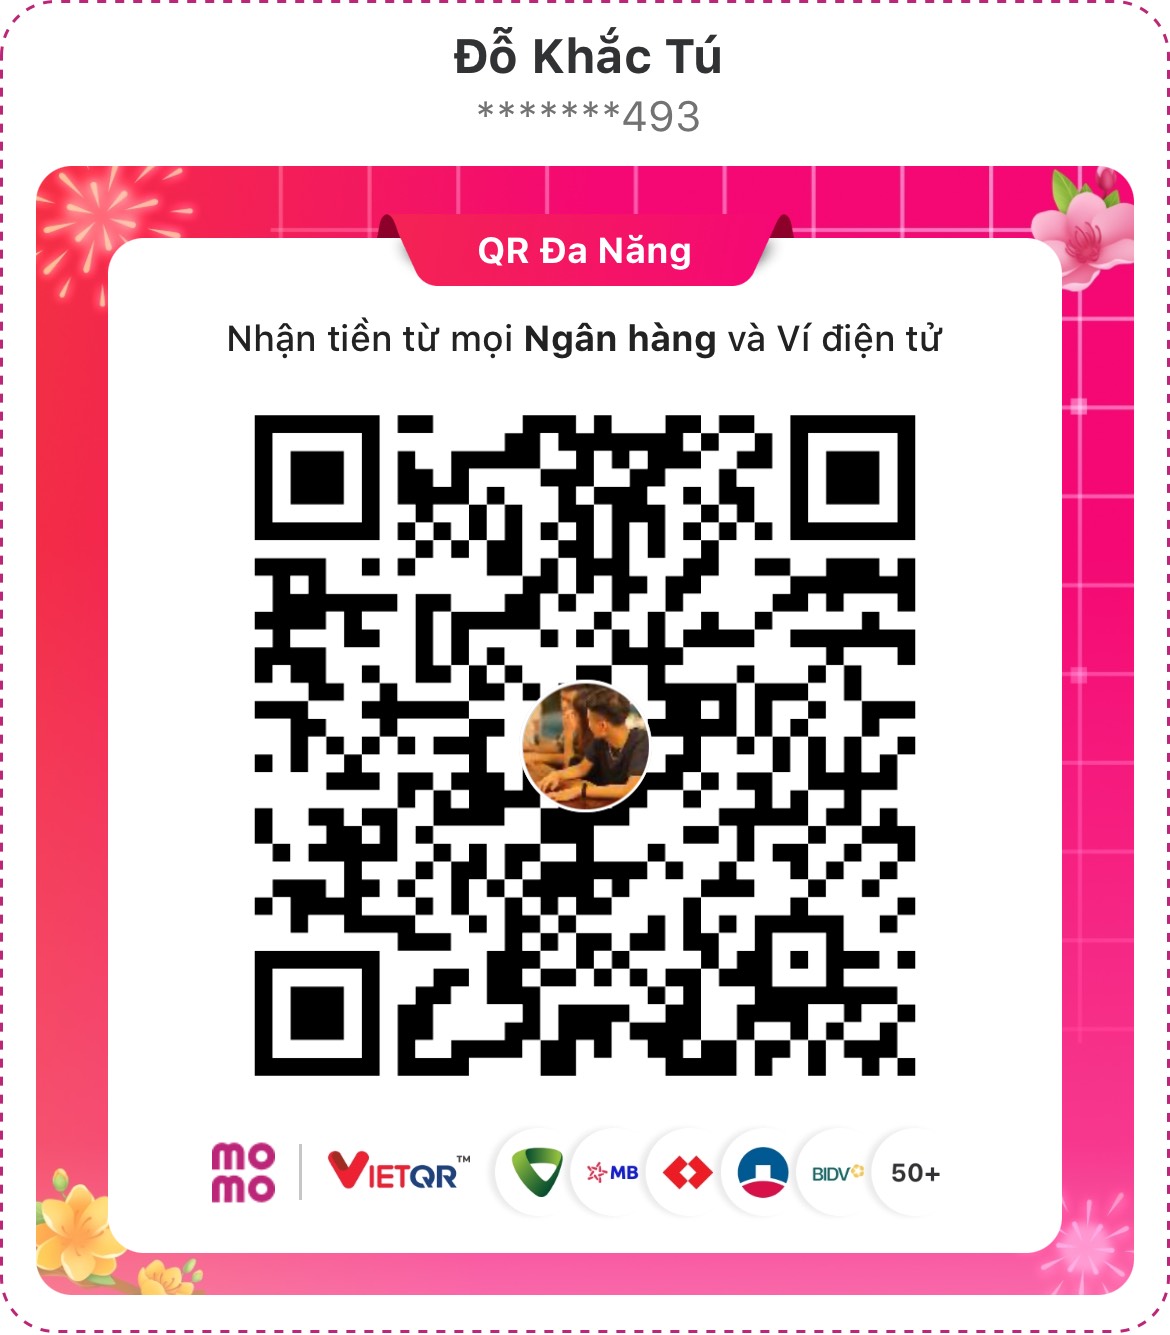 Đỗ Khắc Tú
*******493
QR Đa Năng
Nhận tiền từ mọi Ngân hàng và Ví điện tử
mo mo
VIETQR™
MB
BIDV
50+